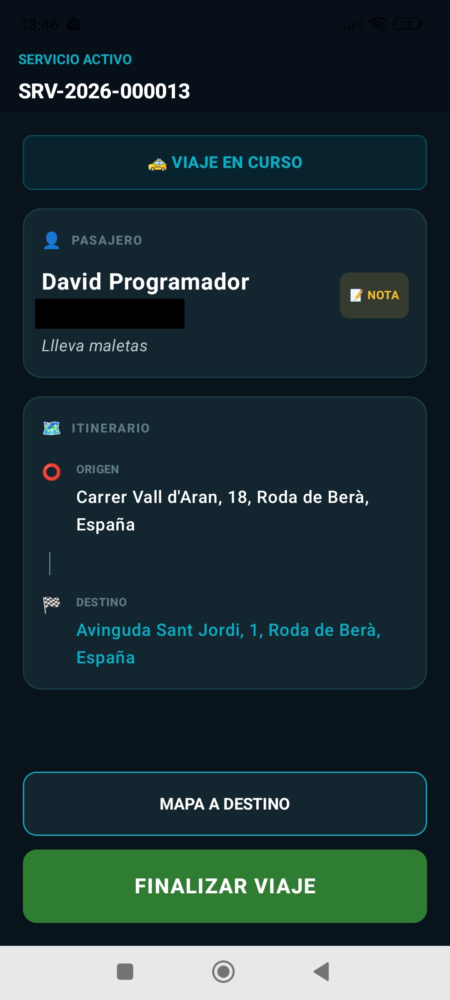 13:46
72
SERVICIO ACTIVO
SRV-2026-000013
VIAJE EN CURSO
PASAJERO
David Programador
NOTA
Llleva maletas
ITINERARIO
ORIGEN
Carrer Vall d'Aran, 18, Roda de Berà,
España
DESTINO
Avinguda Sant Jordi, 1, Roda de Berà,
España
MAPA A DESTINO
FINALIZAR VIAJE